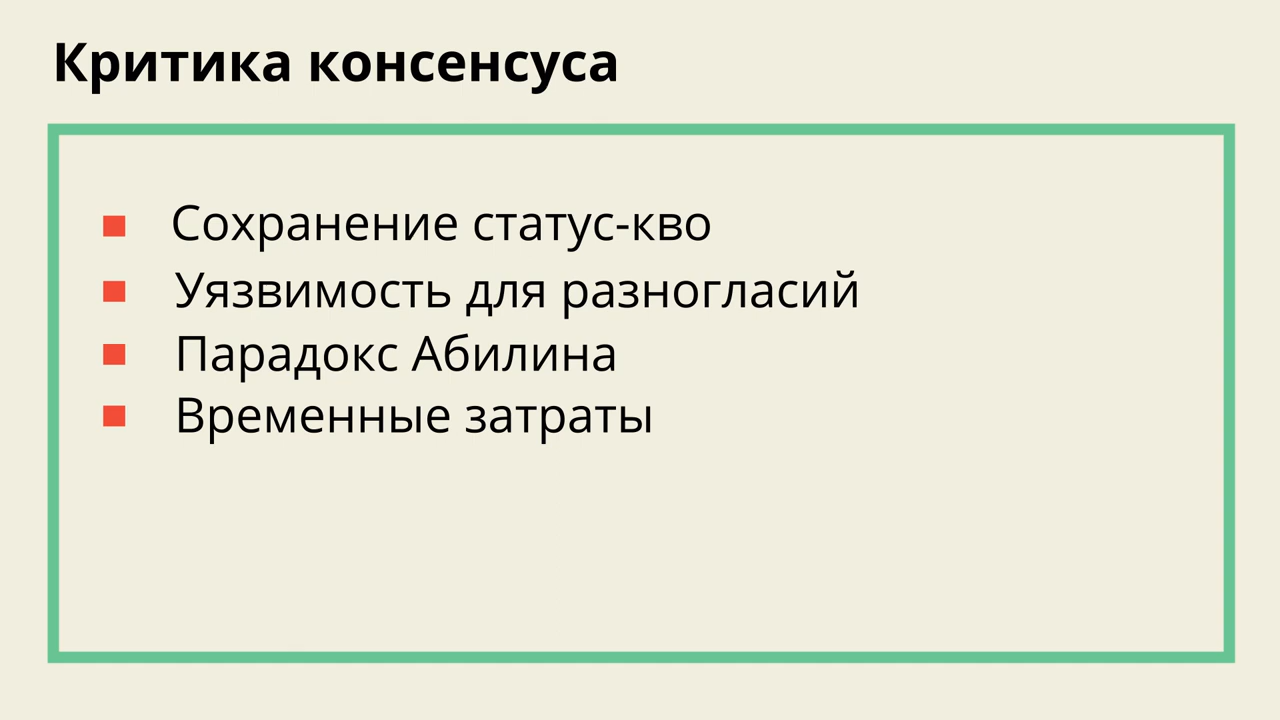 Критика консенсуса
Сохранение статус-кво
Уязвимость для разногласий
Парадокс Абилина
Временные затраты